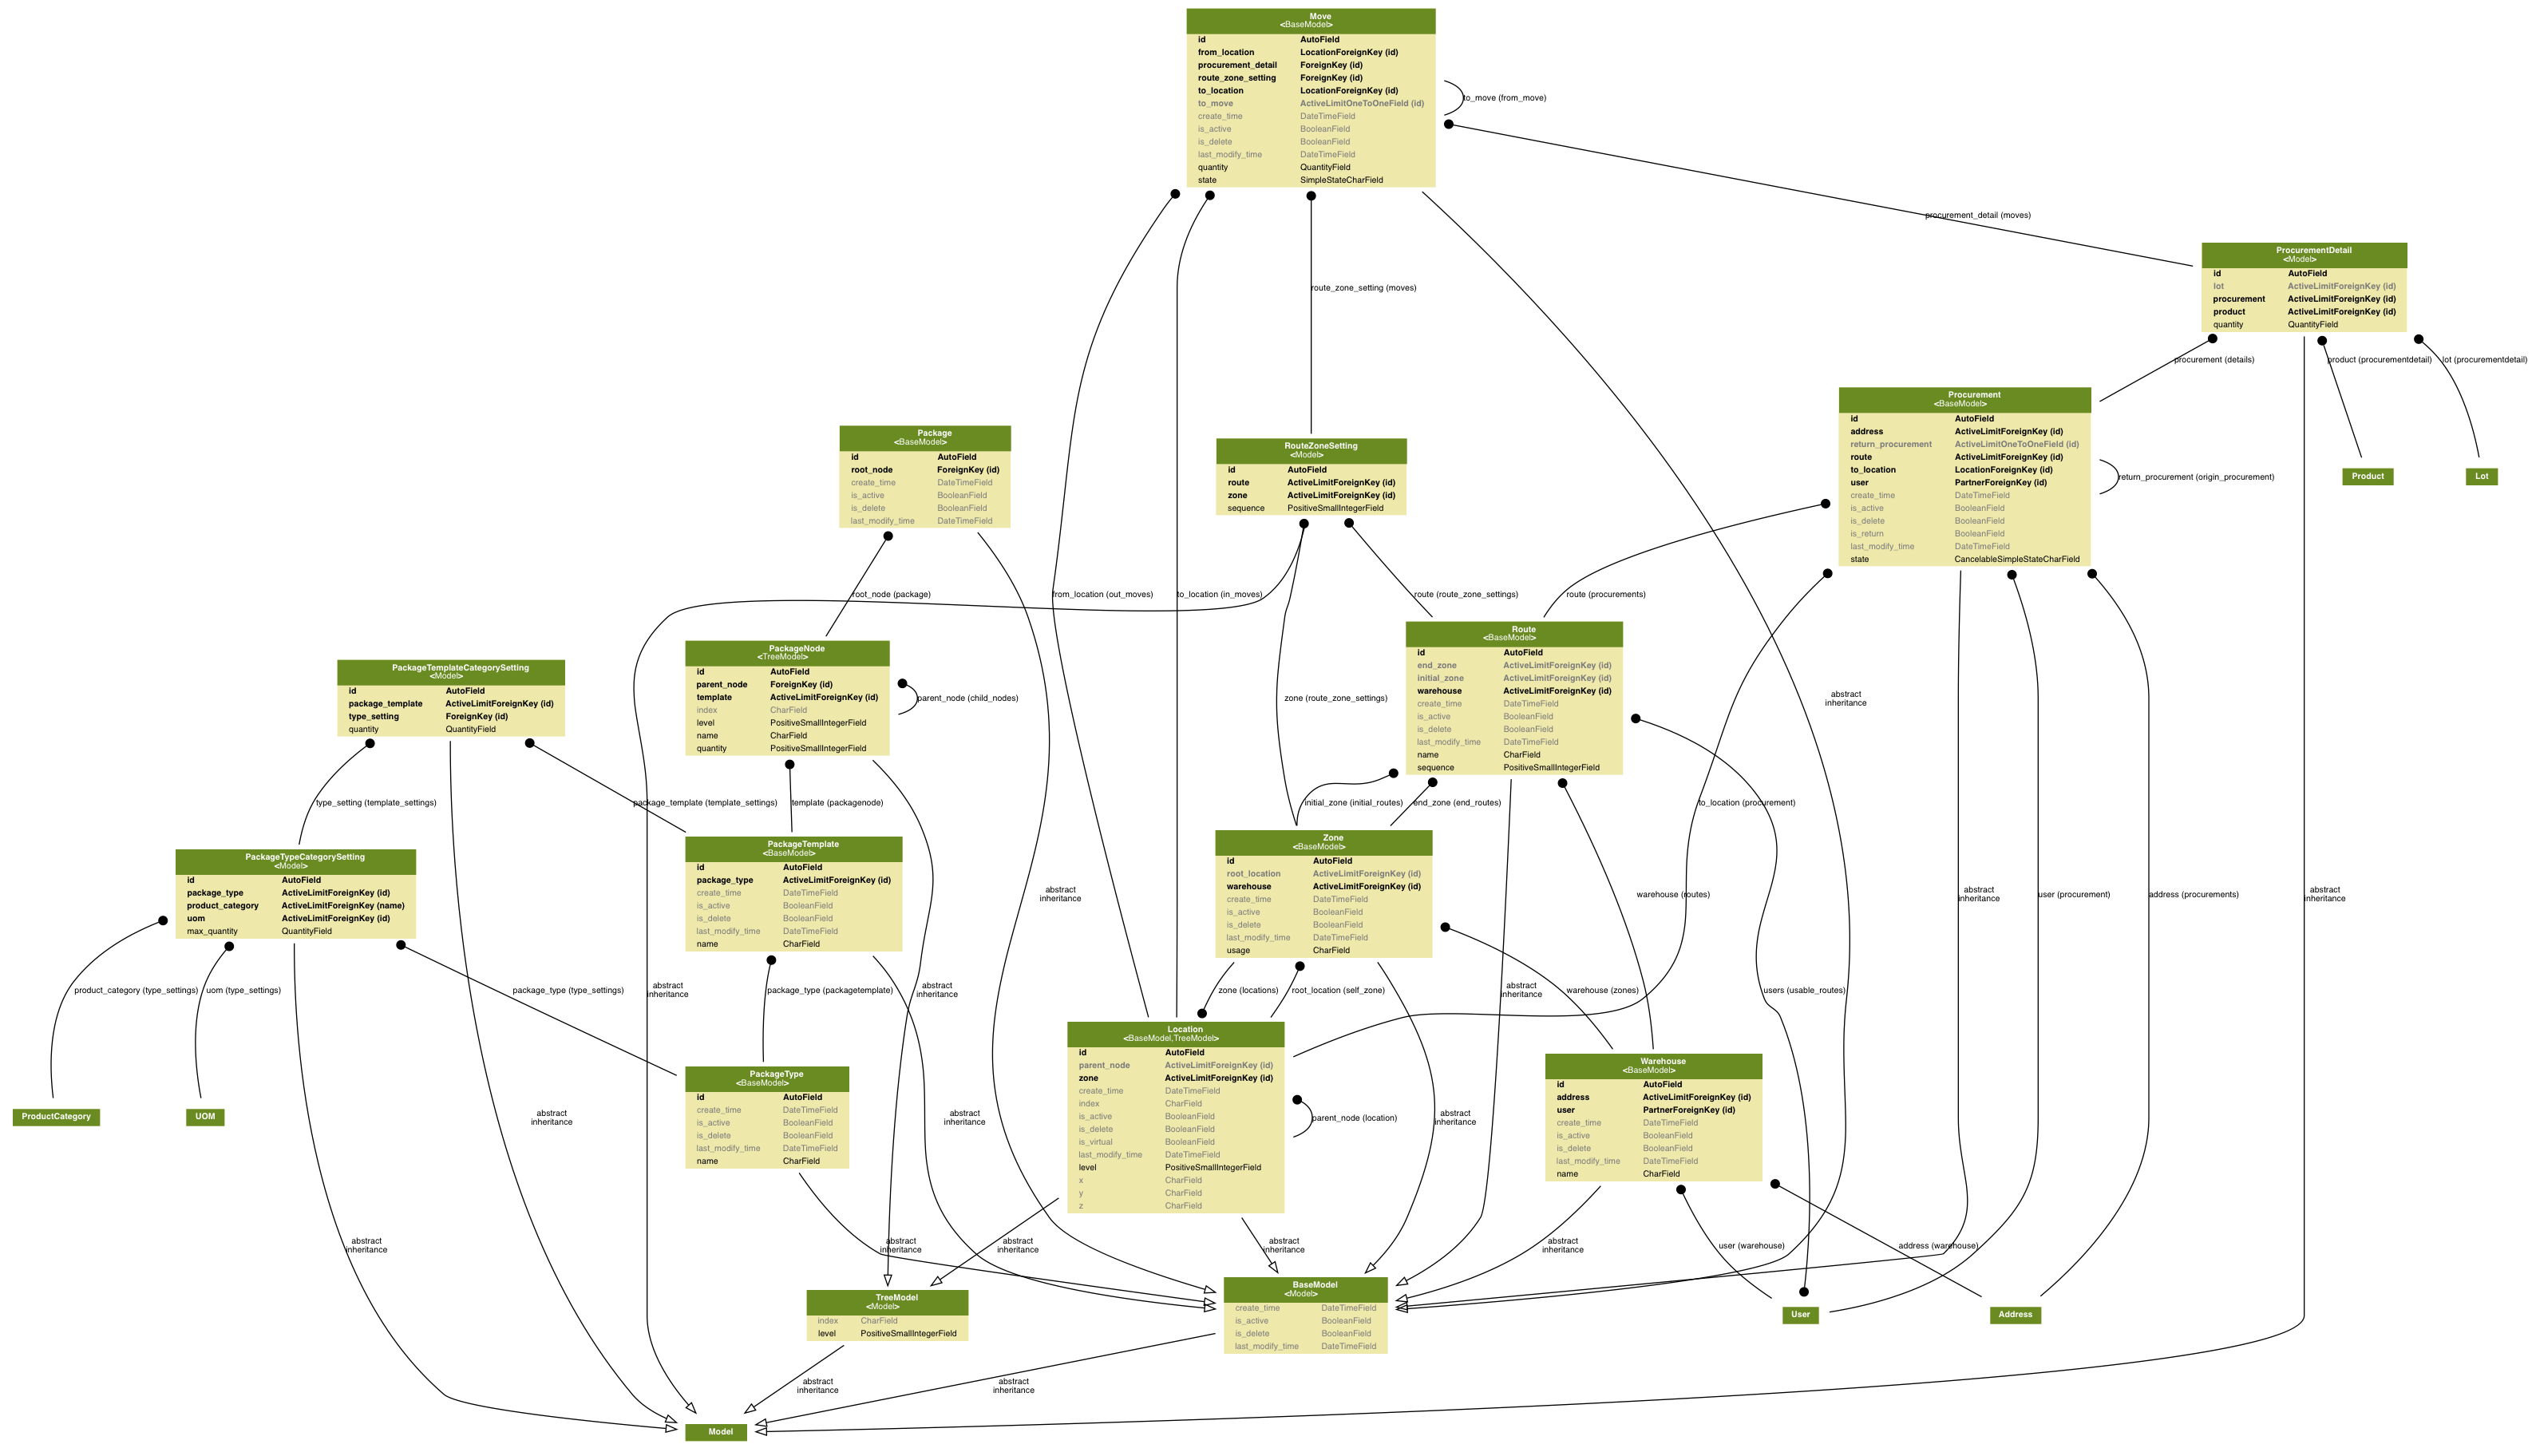 Move
<BaseModel>
id AutoField
from_location LocationForeignKey (id)
procurement_detail ForeignKey (id)
route_zone_setting ForeignKey (id)
to_location LocationForeignKey (id)
to_move ActiveLimitOneToOneField (id)
create_time DateTimeField
is_active BooleanField
is_delete BooleanField
last_modify_time DateTimeField
quantity QuantityField
state SimpleStateCharField
to_move (from_move)
procurement_detail (moves)
ProcurementDetail
<Model>
id AutoField
lot ActiveLimitForeignKey (id)
procurement ActiveLimitForeignKey (id)
product ActiveLimitForeignKey (id)
quantity QuantityField
route_zone_setting (moves)
procurement (details)
product (procurementdetail)
lot (procurementdetail)
Procurement
<BaseModel>
id AutoField
address ActiveLimitForeignKey (id)
return_procurement ActiveLimitOneToOneField (id)
route ActiveLimitForeignKey (id)
to_location LocationForeignKey (id)
user PartnerForeignKey (id)
create_time DateTimeField
is_active BooleanField
is_delete BooleanField
is_return BooleanField
last_modify_time DateTimeField
state CancelableSimpleStateCharField
return_procurement (origin_procurement)
Product
Lot
Package
<BaseModel>
id AutoField
root_node ForeignKey (id)
create_time DateTimeField
is_active BooleanField
is_delete BooleanField
last_modify_time DateTimeField
RouteZoneSetting
<Model>
id AutoField
route ActiveLimitForeignKey (id)
zone ActiveLimitForeignKey (id)
sequence PositiveSmallIntegerField
root_node (package)
from_location (out_moves)
to_location (in_moves)
route (route_zone_settings)
route (procurements)
PackageNode
<TreeModel>
id AutoField
parent_node ForeignKey (id)
template ActiveLimitForeignKey (id)
index CharField
level PositiveSmallIntegerField
name CharField
quantity PositiveSmallIntegerField
parent_node (child_nodes)
Route
<BaseModel>
id AutoField
end_zone ActiveLimitForeignKey (id)
initial_zone ActiveLimitForeignKey (id)
warehouse ActiveLimitForeignKey (id)
create_time DateTimeField
is_active BooleanField
is_delete BooleanField
last_modify_time DateTimeField
name CharField
sequence PositiveSmallIntegerField
zone (route_zone_settings)
abstract
inheritance
PackageTemplateCategorySetting
<Model>
id AutoField
package_template ActiveLimitForeignKey (id)
type_setting ForeignKey (id)
quantity QuantityField
type_setting (template_settings)
package_template (template_settings)
template (packagenode)
initial_zone (initial_routes)
end_zone (end_routes)
to_location (procurement)
PackageTypeCategorySetting
<Model>
id AutoField
package_type ActiveLimitForeignKey (id)
product_category ActiveLimitForeignKey (name)
uom ActiveLimitForeignKey (id)
max_quantity QuantityField
PackageTemplate
<BaseModel>
id AutoField
package_type ActiveLimitForeignKey (id)
create_time DateTimeField
is_active BooleanField
is_delete BooleanField
last_modify_time DateTimeField
name CharField
abstract
inheritance
Zone
<BaseModel>
id AutoField
root_location ActiveLimitForeignKey (id)
warehouse ActiveLimitForeignKey (id)
create_time DateTimeField
is_active BooleanField
is_delete BooleanField
last_modify_time DateTimeField
usage CharField
warehouse (routes)
abstract
inheritance
user (procurement)
address (procurements)
abstract
inheritance
product_category (type_settings)
uom (type_settings)
package_type (type_settings)
abstract
inheritance
package_type (packagetemplate)
abstract
inheritance
zone (locations)
root_location (self_zone)
abstract
inheritance
warehouse (zones)
users (usable_routes)
ProductCategory
UOM
abstract
inheritance
PackageType
<BaseModel>
id AutoField
create_time DateTimeField
is_active BooleanField
is_delete BooleanField
last_modify_time DateTimeField
name CharField
abstract
inheritance
Location
<BaseModel,TreeModel>
id AutoField
parent_node ActiveLimitForeignKey (id)
zone ActiveLimitForeignKey (id)
create_time DateTimeField
index CharField
is_active BooleanField
is_delete BooleanField
is_virtual BooleanField
last_modify_time DateTimeField
level PositiveSmallIntegerField
x CharField
y CharField
z CharField
parent_node (location)
abstract
inheritance
Warehouse
<BaseModel>
id AutoField
address ActiveLimitForeignKey (id)
user PartnerForeignKey (id)
create_time DateTimeField
is_active BooleanField
is_delete BooleanField
last_modify_time DateTimeField
name CharField
abstract
inheritance
abstract
inheritance
abstract
inheritance
abstract
inheritance
abstract
inheritance
user (warehouse)
address (warehouse)
TreeModel
<Model>
index CharField
level PositiveSmallIntegerField
BaseModel
<Model>
create_time DateTimeField
is_active BooleanField
is_delete BooleanField
last_modify_time DateTimeField
User
Address
abstract
inheritance
abstract
inheritance
Model